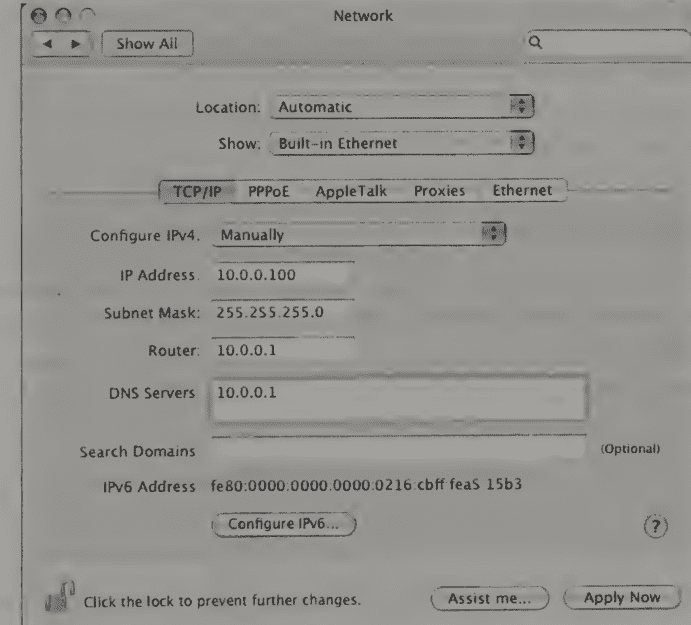 Network
Show All
Location: Automatic
Show: Built-in Ethernet
TCP/IP PPPoE AppleTalk Proxies Ethernet
Configure IPv4. Manually
IP Address 10.0.0.100
Subnet Mask: 255.255.255.0
Router: 10.0.0.1
DNS Servers 10.0.0.1
Search Domains (Optional)
IPv6 Address fe80:0000:0000:0000:0216:cbff:feaS 15b3
Configure IPv6... ?
Click the lock to prevent further changes. Assist me... Apply Now